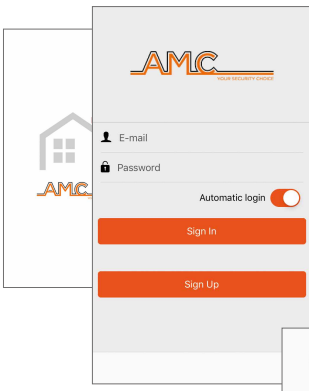 AMC
YOUR SECURITY CHOICE
E-mail
Password
AMC
Automatic login
Sign In
Sign Up